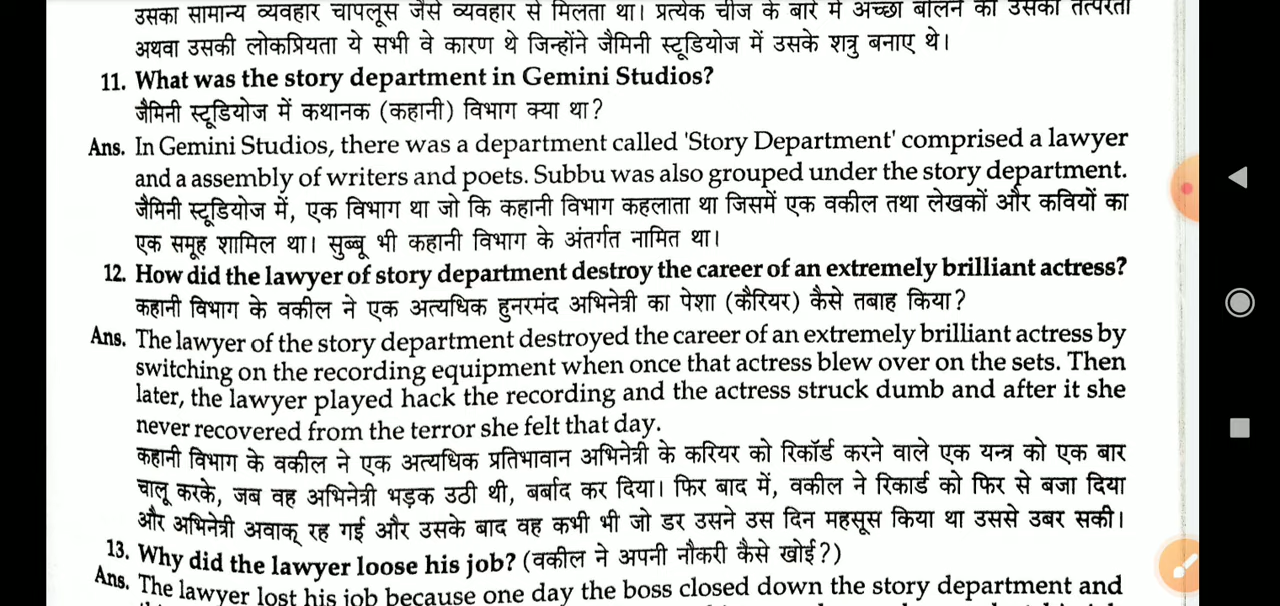 उसका सामान्य व्यवहार चापलूस जैसे व्यवहार से मिलता था। प्रत्येक चीज के बारे में अच्छा बोलने की उसकी तत्परता
अथवा उसकी लोकप्रियता ये सभी वे कारण थे जिन्होंने जैमिनी स्टूडियोज में उसके शत्रु बनाए थे।
11. What was the story department in Gemini Studios?
जैमिनी स्टूडियोज में कथानक (कहानी) विभाग क्या था?
Ans. In Gemini Studios, there was a department called 'Story Department' comprised a lawyer
and a assembly of writers and poets. Subbu was also grouped under the story department.
जैमिनी स्टूडियोज में, एक विभाग था जो कि कहानी विभाग कहलाता था जिसमें एक वकील तथा लेखकों और कवियों का
एक समूह शामिल था। सुब्बू भी कहानी विभाग के अंतर्गत नामित था।
12. How did the lawyer of story department destroy the career of an extremely brilliant actress?
कहानी विभाग के वकील ने एक अत्यधिक हुनरमंद अभिनेत्री का पेशा (कैरियर) कैसे तबाह किया?
Ans. The lawyer of the story department destroyed the career of an extremely brilliant actress by
switching on the recording equipment when once that actress blew over on the sets. Then
later, the lawyer played hack the recording and the actress struck dumb and after it she
never recovered from the terror she felt that day.
कहानी विभाग के वकील ने एक अत्यधिक प्रतिभावान अभिनेत्री के करियर को रिकॉर्ड करने वाले एक यन्त्र को एक बार
चालू करके, जब वह अभिनेत्री भड़क उठी थी, बर्बाद कर दिया। फिर बाद में, वकील ने रिकार्ड को फिर से बजा दिया
और अभिनेत्री अवाक् रह गई और उसके बाद वह कभी भी जो डर उसने उस दिन महसूस किया था उससे उबर सकी।
13. Why did the lawyer loose his job? (वकील ने अपनी नौकरी कैसे खोई?)
Ans. The lawyer lost his job because one day the boss closed down the story department and